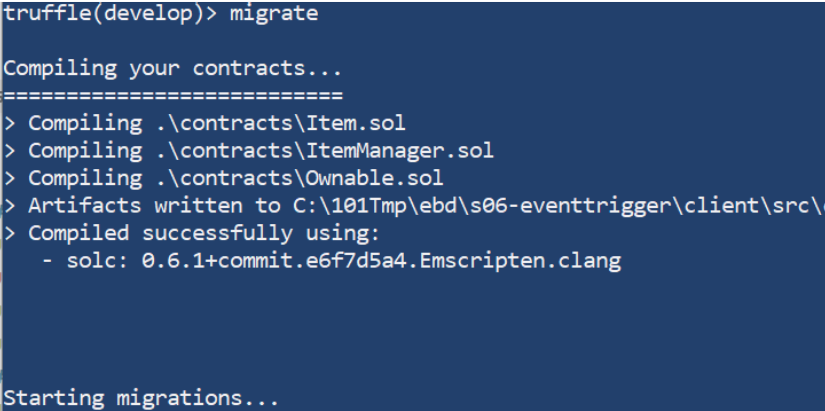 truffle(develop)> migrate
Compiling your contracts...
===========================
> Compiling .\contracts\Item.sol
> Compiling .\contracts\ItemManager.sol
> Compiling .\contracts\Ownable.sol
> Artifacts written to C:\101Tmp\ebd\s06-eventtrigger\client\src\
> Compiled successfully using:
- solc: 0.6.1+commit.e6f7d5a4.Emscripten.clang
Starting migrations...